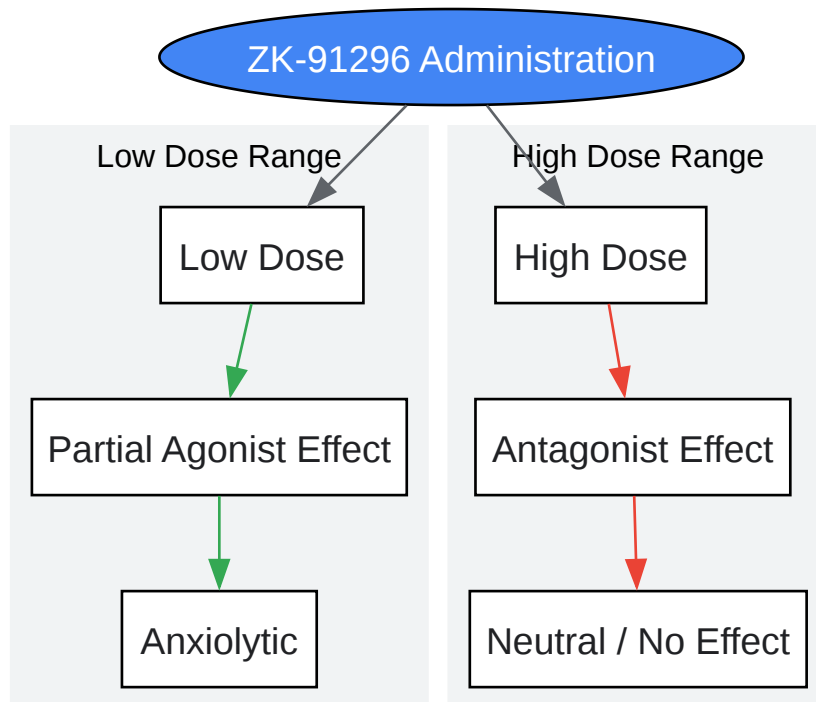 ZK-91296 Administration
Low Dose Range
High Dose Range
Low Dose
High Dose
Partial Agonist Effect
Antagonist Effect
Anxiolytic
Neutral / No Effect